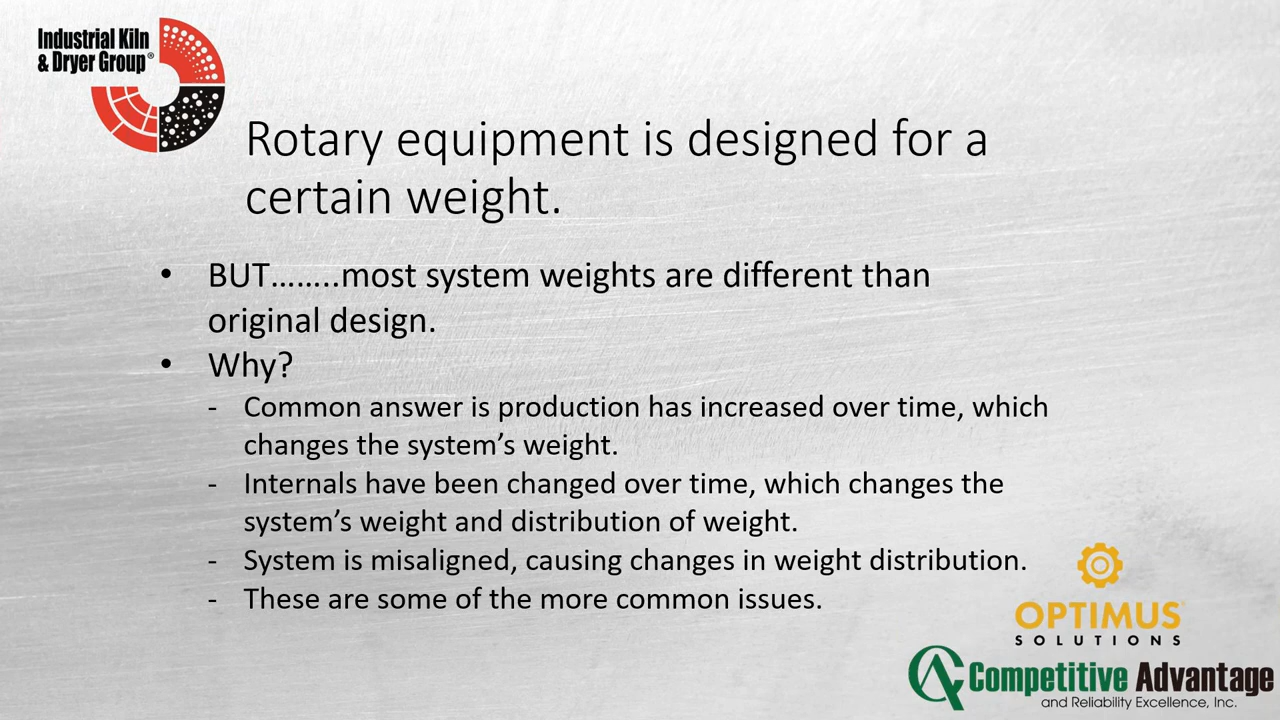 Industrial Kiln
& Dryer Group®
Rotary equipment is designed for a
certain weight.
• BUT........most system weights are different than
original design.
• Why?
- Common answer is production has increased over time, which
changes the system’s weight.
- Internals have been changed over time, which changes the
system’s weight and distribution of weight.
- System is misaligned, causing changes in weight distribution.
- These are some of the more common issues.
OPTIMUS
SOLUTIONS
Competitive Advantage
and Reliability Excellence, Inc.